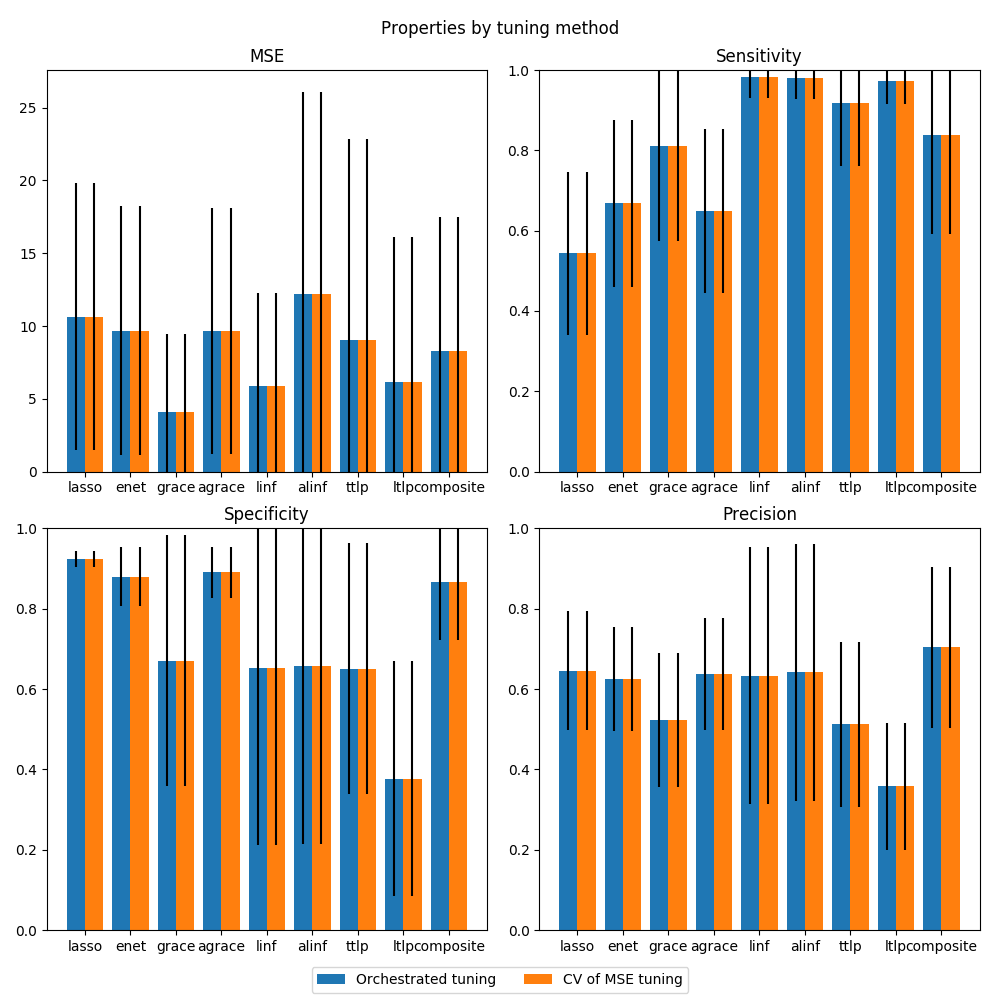 Properties by tuning method
MSE
25
20
15
10
5
0
lasso enet grace agrace linf alinf ttlp ltlp composite
Sensitivity
1.0
0.8
0.6
0.4
0.2
0.0
lasso enet grace agrace linf alinf ttlp ltlp composite
Specificity
1.0
0.8
0.6
0.4
0.2
0.0
lasso enet grace agrace linf alinf ttlp ltlp composite
Precision
1.0
0.8
0.6
0.4
0.2
0.0
lasso enet grace agrace linf alinf ttlp ltlp composite
Orchestrated tuning CV of MSE tuning